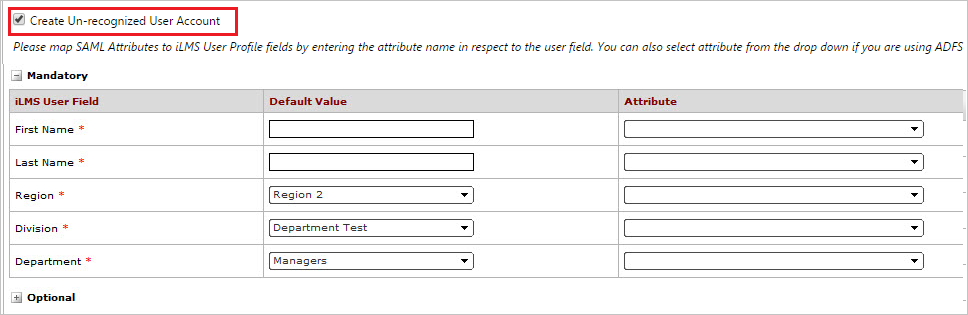 Create Un-recognized User Account
Please map SAML Attributes to iLMS User Profile fields by entering the attribute name in respect to the user field. You can also select attribute from the drop down if you are using ADFS
Mandatory
iLMS User Field Default Value Attribute
First Name *
Last Name *
Region * Region 2
Division * Department Test
Department * Managers
Optional